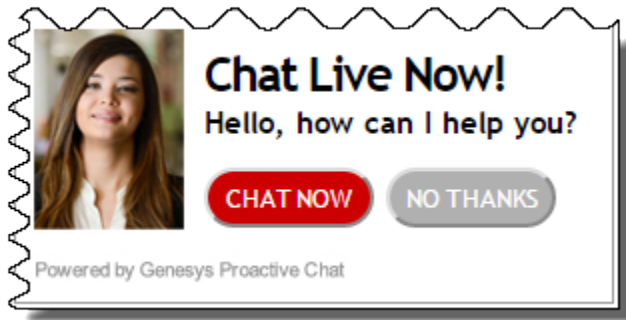 Chat Live Now!
Hello, how can I help you?
CHAT NOW NO THANKS
Powered by Genesys Proactive Chat